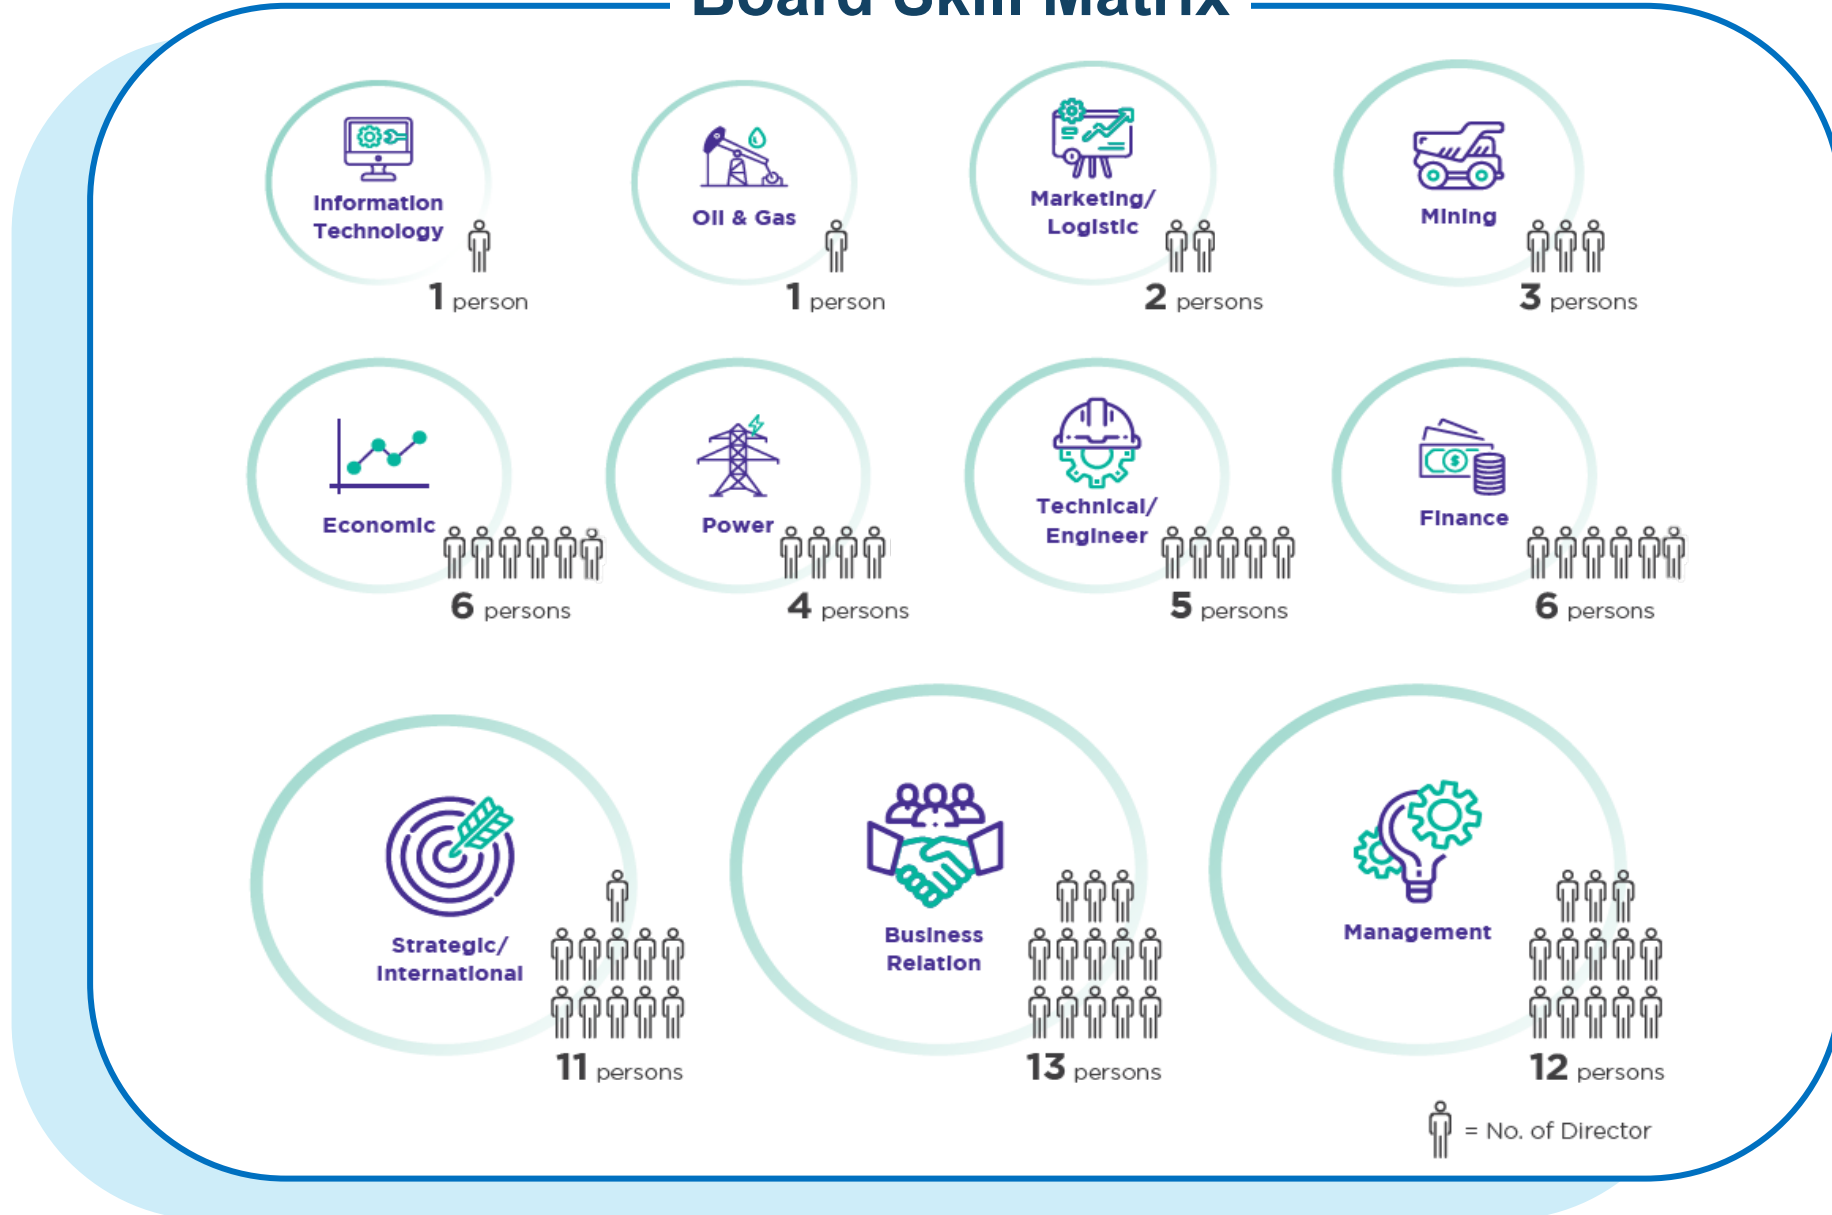 Board Skill Matrix
Information
Technology
1 person
Oil & Gas
1 person
Marketing/
Logistic
2 persons
Mining
3 persons
Economic
6 persons
Power
4 persons
Technical/
Engineer
5 persons
Finance
6 persons
Strategic/
International
11 persons
Business
Relation
13 persons
Management
12 persons
= No. of Director